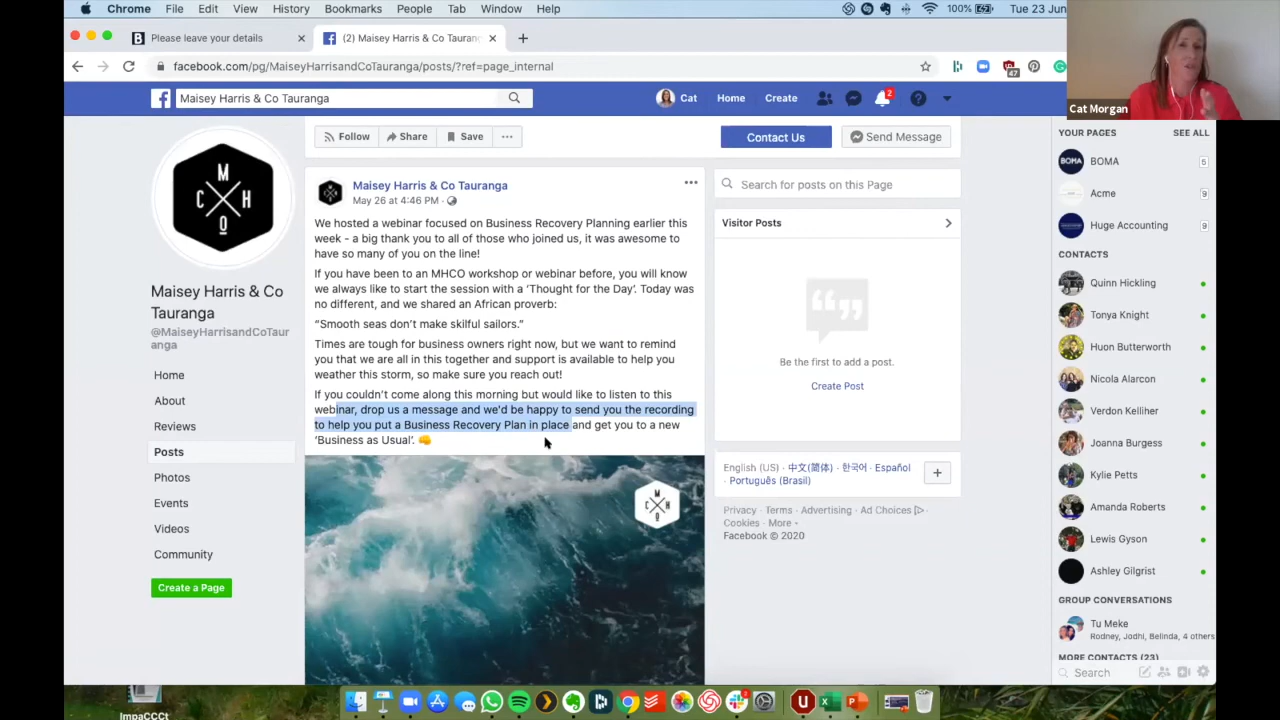 Chrome File Edit View History Bookmarks People Tab Window Help 100% Tue 23 Jun
Please leave your details
(2) Maisey Harris & Co Taurang
facebook.com/pg/MaiseyHarrisandCoTauranga/posts/?ref=page_internal
47
Cat Morgan
Maisey Harris & Co Tauranga
Cat Home Create 2
Follow Share Save ... Contact Us Send Message
M
C H
O
Maisey Harris & Co
Tauranga
@MaiseyHarrisandCoTaur
anga
Home
About
Reviews
Posts
Photos
Events
Videos
Community
Create a Page
Maisey Harris & Co Tauranga
May 26 at 4:46 PM ·
We hosted a webinar focused on Business Recovery Planning earlier this
week - a big thank you to all of those who joined us, it was awesome to
have so many of you on the line!
If you have been to an MHCO workshop or webinar before, you will know
we always like to start the session with a ‘Thought for the Day’. Today was
no different, and we shared an African proverb:
“Smooth seas don’t make skilful sailors.”
Times are tough for business owners right now, but we want to remind
you that we are all in this together and support is available to help you
weather this storm, so make sure you reach out!
If you couldn’t come along this morning but would like to listen to this
webinar, drop us a message and we’d be happy to send you the recording
to help you put a Business Recovery Plan in place and get you to a new
‘Business as Usual’.
M
C H
O
Search for posts on this Page
Visitor Posts
Be the first to add a post.
Create Post
English (US) · 中文(简体) · 한국어 · Español
· Português (Brasil)
Privacy · Terms · Advertising · Ad Choices
Cookies · More
Facebook © 2020
YOUR PAGES SEE ALL
BOMA BOMA 5
Acme 9
Huge Accounting 9
CONTACTS
Quinn Hickling
Tonya Knight
Huon Butterworth
Nicola Alarcon
Verdon Kelliher
Joanna Burgess
Kylie Petts
Amanda Roberts
Lewis Gyson
Ashley Gilgrist
GROUP CONVERSATIONS
Tu Meke
Rodney, Jodhi, Belinda, 4 others
MORE CONTACTS (23)
Search
ImpaCCCt